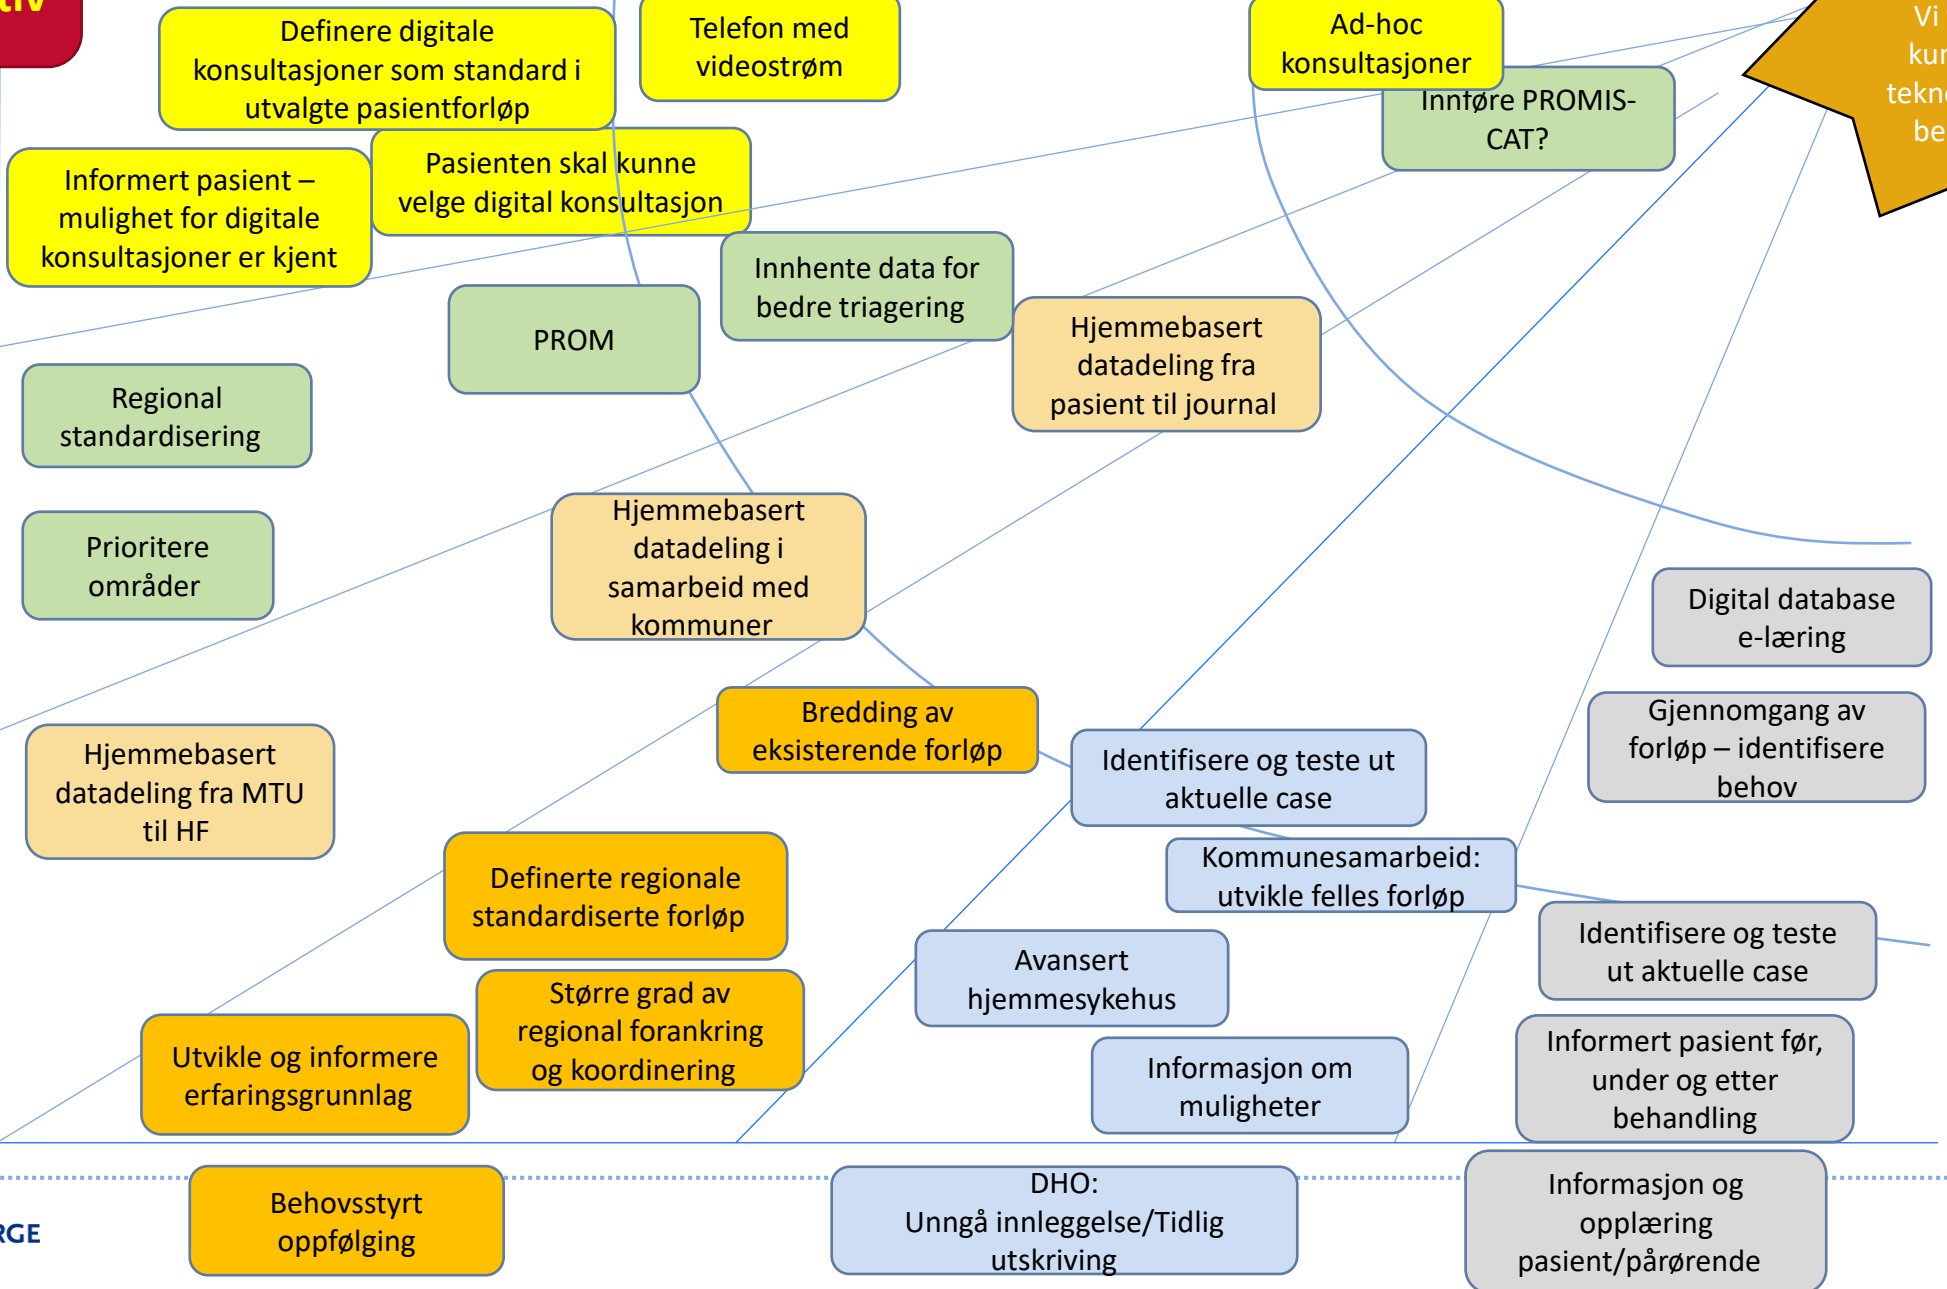 Definere digitale
konsultasjoner som standard i
utvalgte pasientforløp
Telefon med
videostrøm
Ad-hoc
konsultasjoner
Vi
Innføre PROMIS-
CAT?
Informert pasient –
mulighet for digitale
konsultasjoner er kjent
Pasienten skal kunne
velge digital konsultasjon
Innhente data for
bedre triagering
PROM
Hjemmebasert
datadeling fra
pasient til journal
Regional
standardisering
Hjemmebasert
datadeling i
samarbeid med
kommuner
Prioritere
områder
Digital database
e-læring
Bredding av
eksisterende forløp
Gjennomgang av
forløp – identifisere
behov
Hjemmebasert
datadeling fra MTU
til HF
Identifisere og teste ut
aktuelle case
Kommunesamarbeid:
utvikle felles forløp
Definerte regionale
standardiserte forløp
Identifisere og teste
ut aktuelle case
Avansert
hjemmesykehus
Større grad av
regional forankring
og koordinering
Utvikle og informere
erfaringsgrunnlag
Informasjon om
muligheter
Informert pasient før,
under og etter
behandling
Behovsstyrt
oppfølging
DHO:
Unngå innleggelse/Tidlig
utskriving
Informasjon og
opplæring
pasient/pårørende